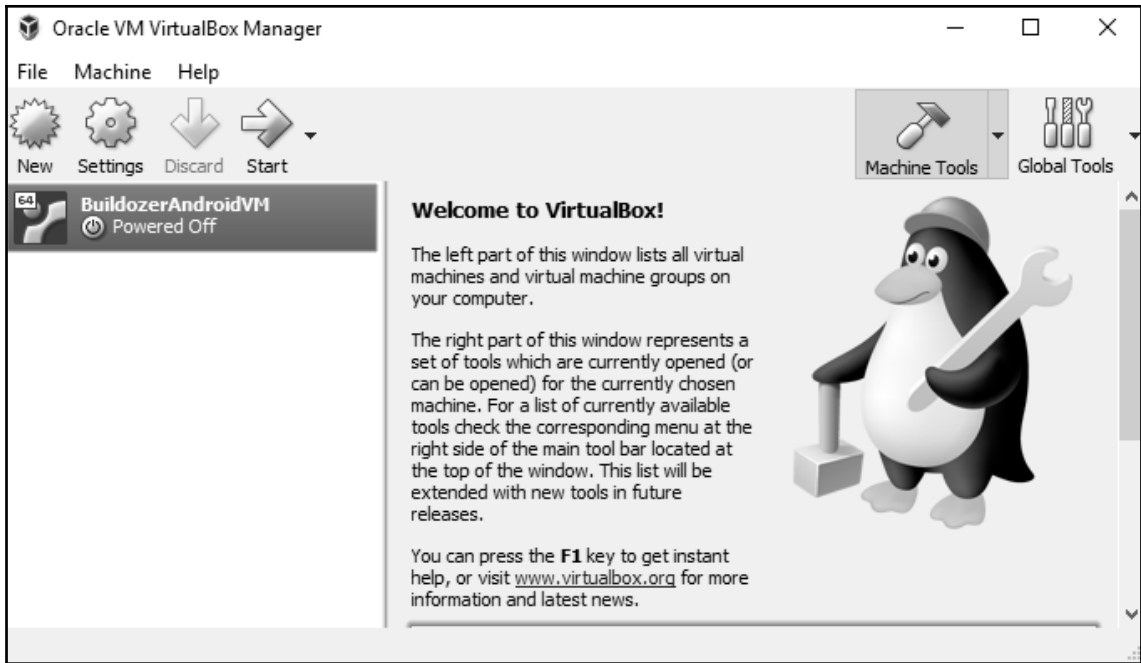 Oracle VM VirtualBox Manager
File Machine Help
New Settings Discard Start Machine Tools Global Tools
64 BuildozerAndroidVM
Powered Off
Welcome to VirtualBox!
The left part of this window lists all virtual
machines and virtual machine groups on
your computer.
The right part of this window represents a
set of tools which are currently opened (or
can be opened) for the currently chosen
machine. For a list of currently available
tools check the corresponding menu at the
right side of the main tool bar located at
the top of the window. This list will be
extended with new tools in future
releases.
You can press the F1 key to get instant
help, or visit www.virtualbox.org for more
information and latest news.